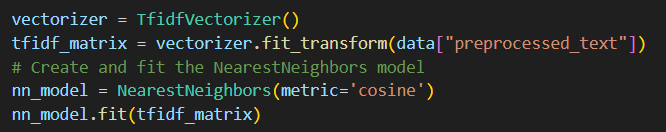 vectorizer = TfidfVectorizer()
tfidf_matrix = vectorizer.fit_transform(data["preprocessed_text"])
# Create and fit the NearestNeighbors model
nn_model = NearestNeighbors(metric='cosine')
nn_model.fit(tfidf_matrix)